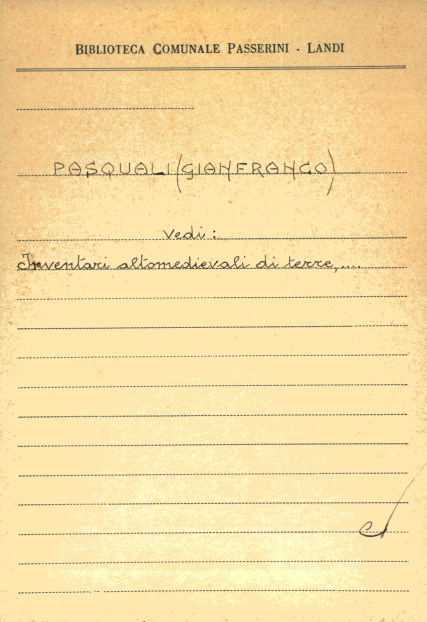 BIBLIOTECA COMUNALE PASSERINI - LANDI
PASQUALI (GIANFRANCO)
Vedi:
Inventari altomedievali di terre,....